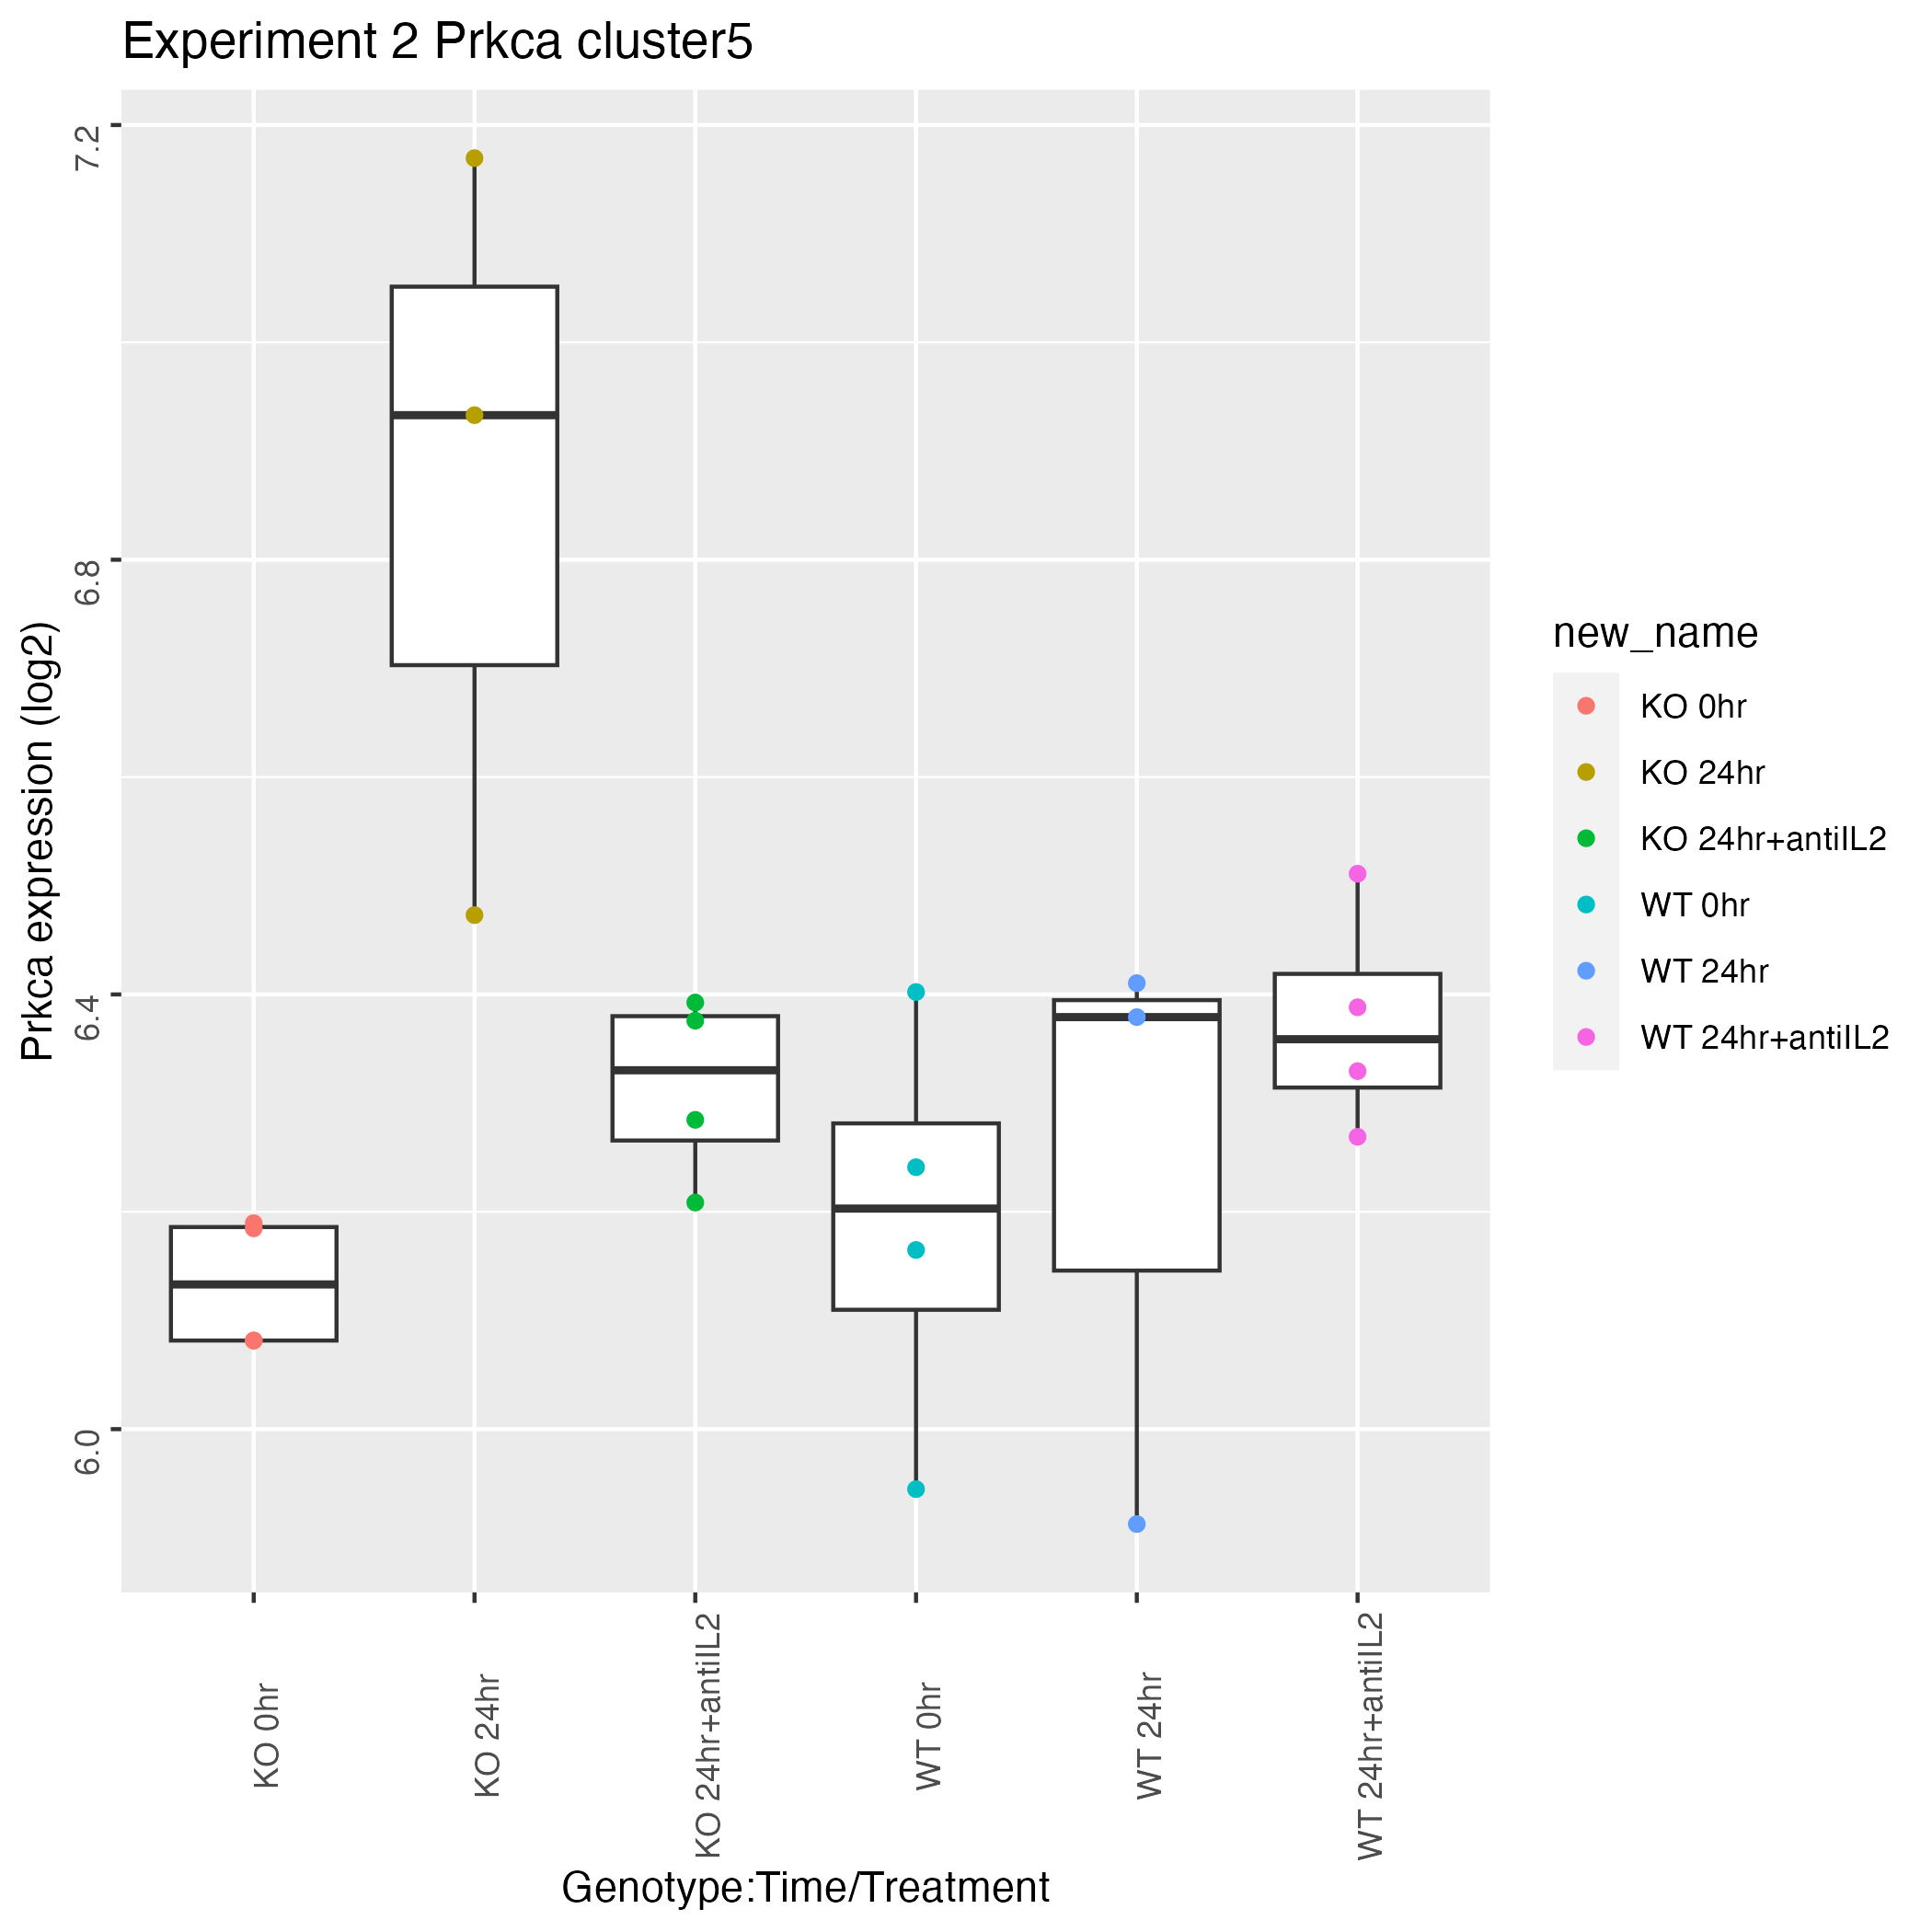 Experiment 2 Prkca cluster5
Prkca expression (log2)
7.2
6.8
6.4
6.0
KO 0hr
KO 24hr
KO 24hr+antiIL2
WT 0hr
WT 24hr
WT 24hr+antiIL2
Genotype:Time/Treatment
new_name
KO 0hr
KO 24hr
KO 24hr+antiIL2
WT 0hr
WT 24hr
WT 24hr+antiIL2